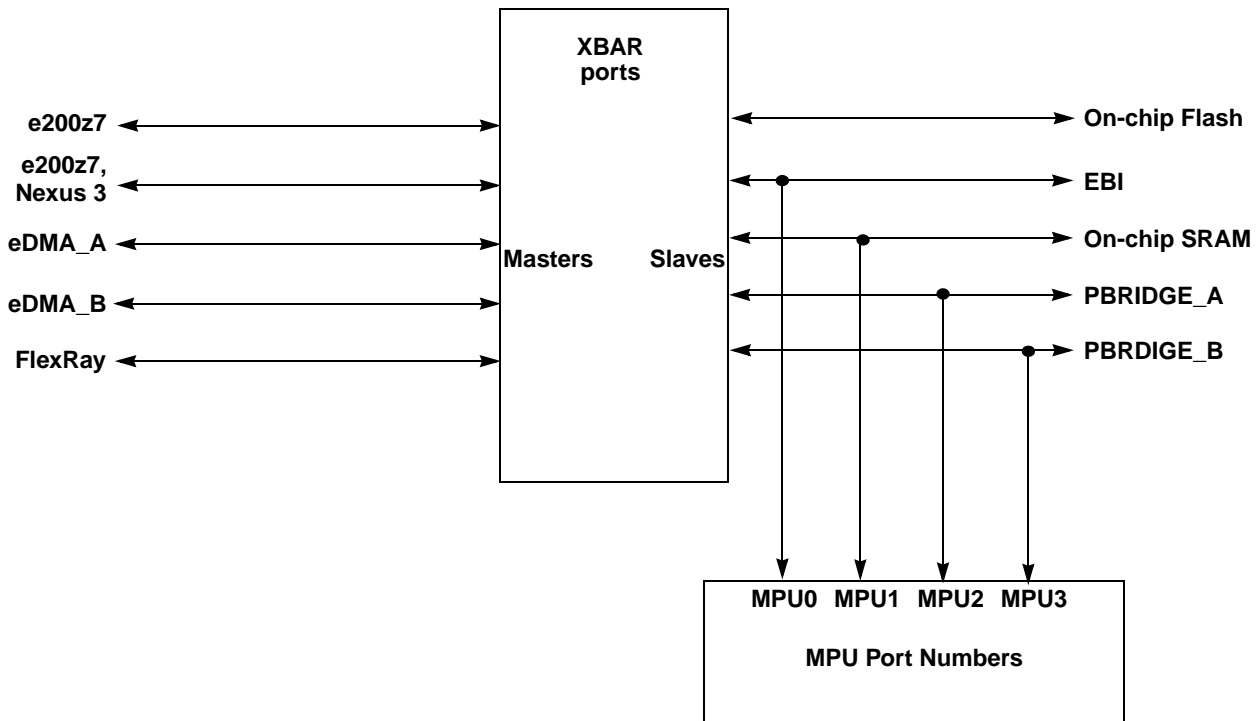 XBAR
ports
e200z7
e200z7,
Nexus 3
eDMA_A
eDMA_B
FlexRay
Masters
Slaves
On-chip Flash
EBI
On-chip SRAM
PBRIDGE_A
PBRDIGE_B
MPU0 MPU1 MPU2 MPU3
MPU Port Numbers